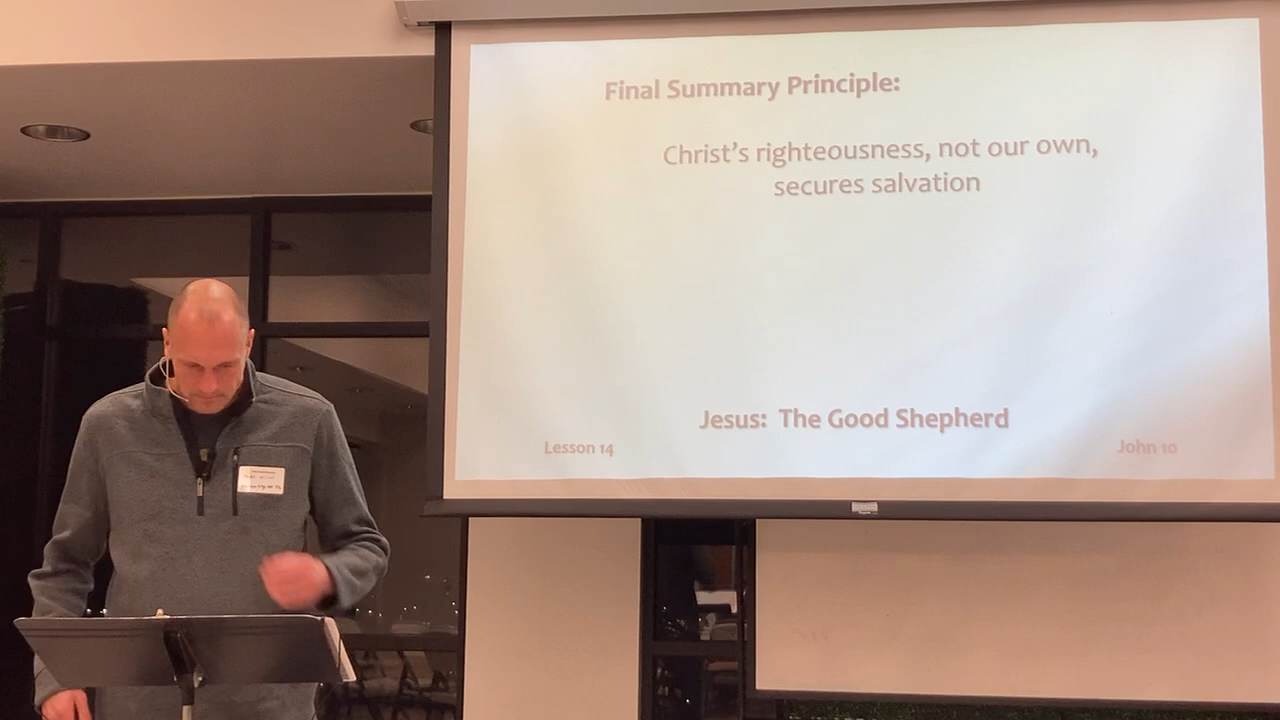 Final Summary Principle:
Christ's righteousness, not our own,
secures salvation
Jesus: The Good Shepherd
Lesson 14
John 10